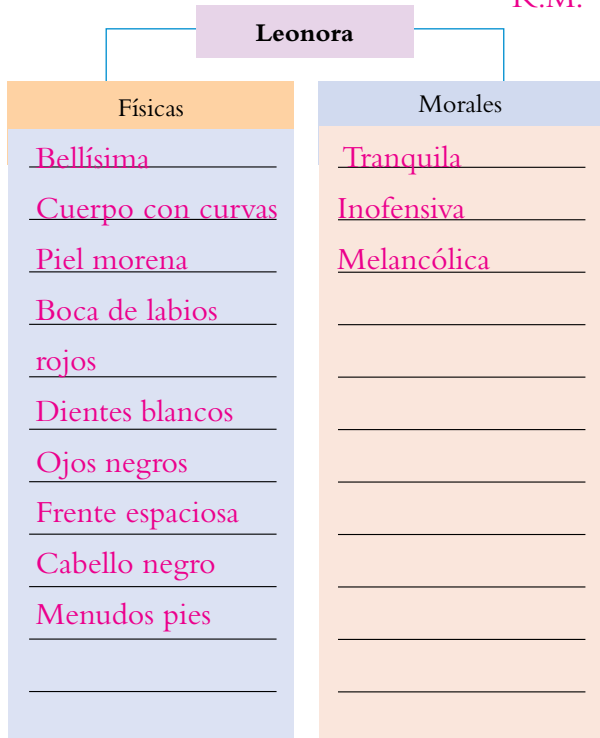 R.M.
Leonora
Físicas
Bellísima
Cuerpo con curvas
Piel morena
Boca de labios
rojos
Dientes blancos
Ojos negros
Frente espaciosa
Cabello negro
Menudos pies
Morales
Tranquila
Inofensiva
Melancólica